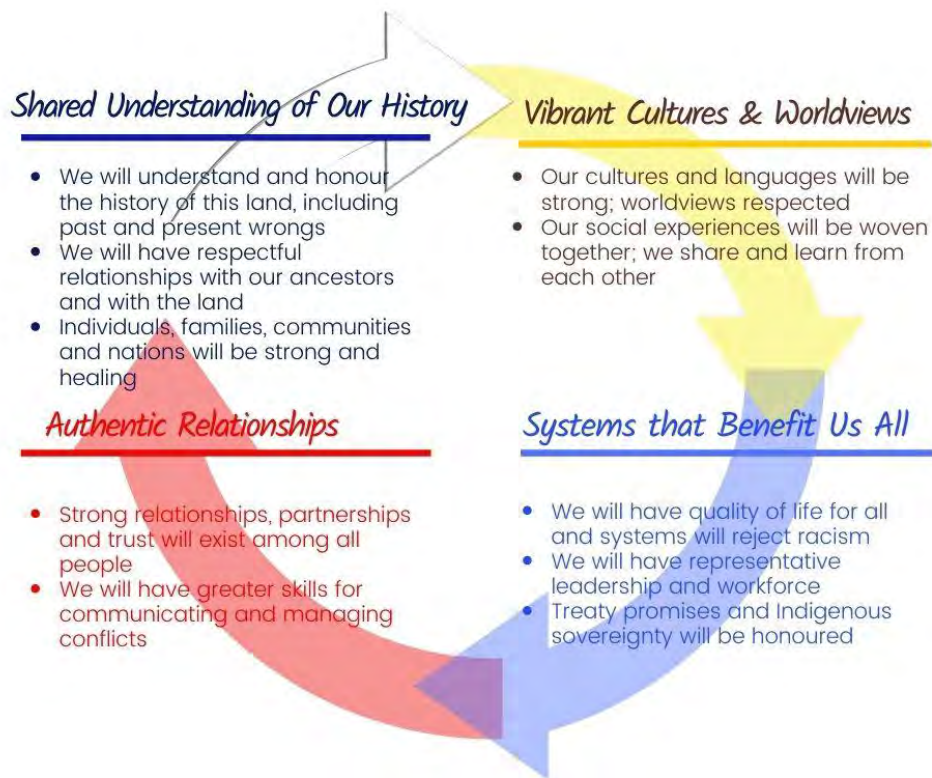 Shared Understanding of Our History
• We will understand and honour
the history of this land, including
past and present wrongs
• We will have respectful
relationships with our ancestors
and with the land
• Individuals, families, communities
and nations will be strong and
healing
Vibrant Cultures & Worldviews
• Our cultures and languages will be
strong; worldviews respected
• Our social experiences will be woven
together; we share and learn from
each other
Authentic Relationships
• Strong relationships, partnerships
and trust will exist among all
people
• We will have greater skills for
communicating and managing
conflicts
Systems that Benefit Us All
• We will have quality of life for all
and systems will reject racism
• We will have representative
leadership and workforce
• Treaty promises and Indigenous
sovereignty will be honoured